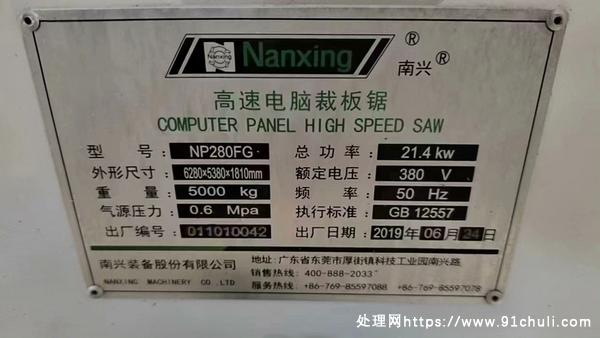 Nanxing
Nanxing ®
南兴 ®
高速电脑裁板锯
COMPUTER PANEL HIGH SPEED SAW
型 号: NP280FG 总 功 率: 21.4 kw
外形尺寸: 6280×5380×1810mm 额定电压: 380 V
重 量: 5000 kg 频 率: 50 Hz
气源压力: 0.6 Mpa 执行标准: GB 12557
出厂编号: 011010042 出厂日期: 2019年06月24日
南兴装备股份有限公司
NANXING MACHINERY CO.,LTD
地址: 广东省东莞市厚街镇科技工业园南兴路
销售热线: 400-888-2033
服务热线: +86-769-85597088 +86-769-85597078
处理网https://www.91chuli.com/